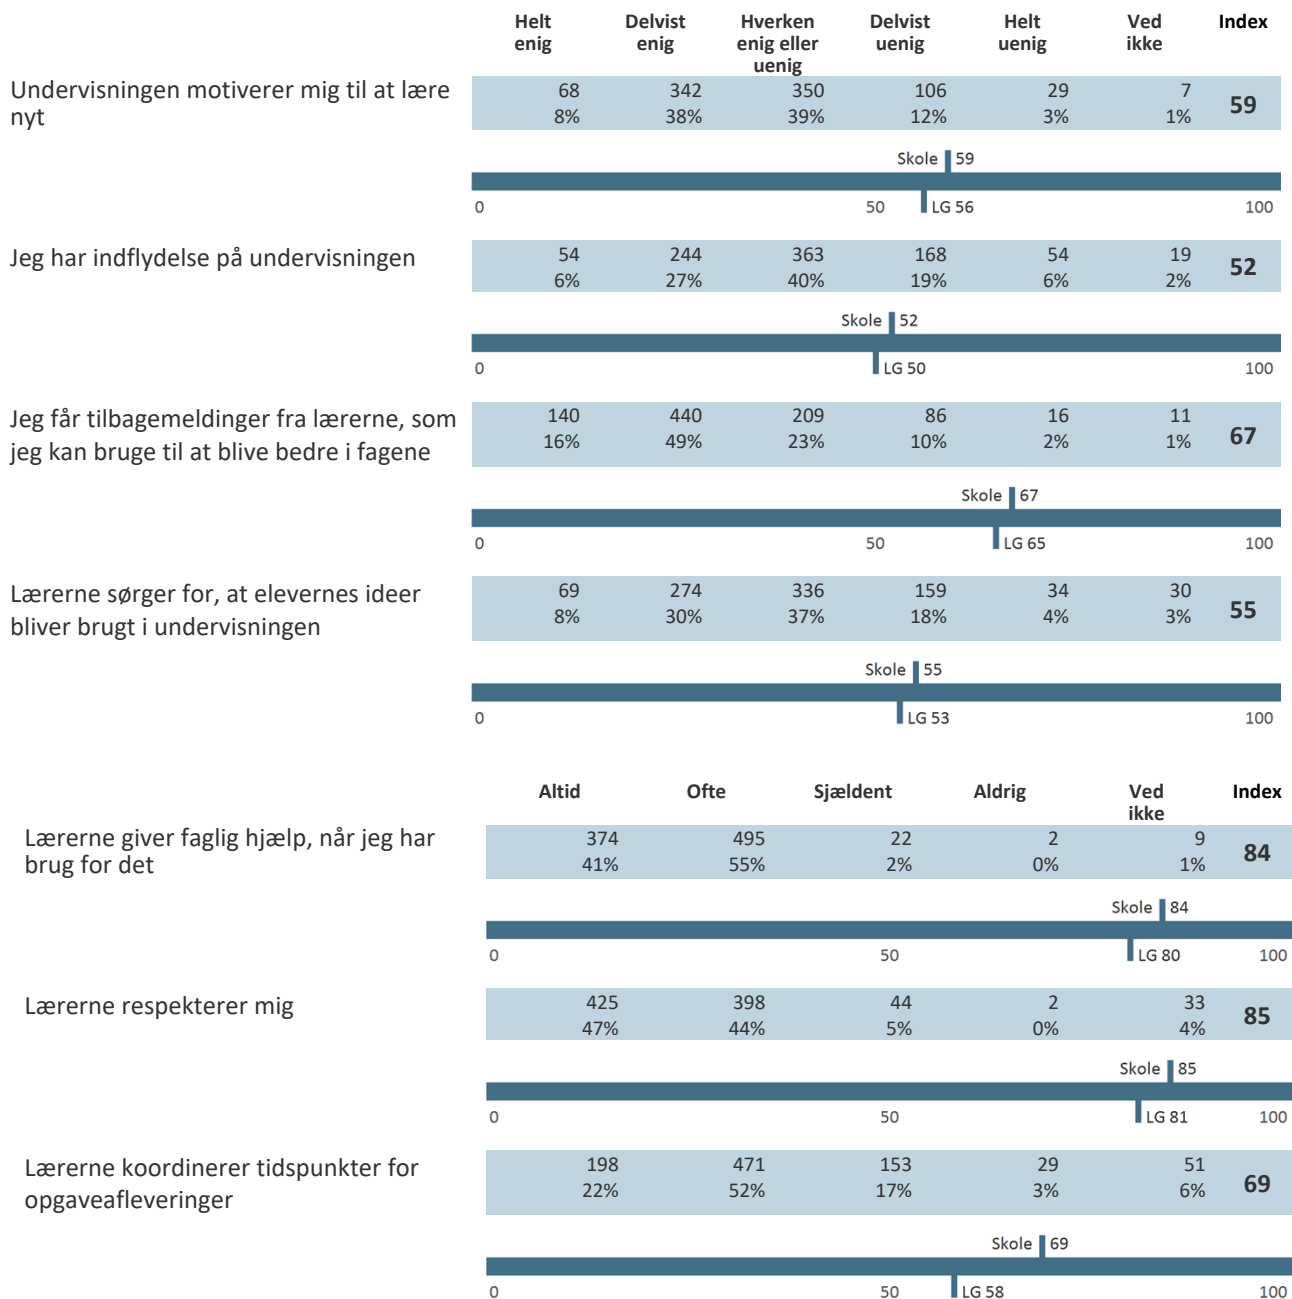 Helt enig Delvist enig Hverken enig eller uenig Delvist uenig Helt uenig Ved ikke Index
Undervisningen motiverer mig til at lære
nyt
68 342 350 106 29 7
8% 38% 39% 12% 3% 1%
59
Skole 59
0 50 LG 56 100
Jeg har indflydelse på undervisningen
54 244 363 168 54 19
6% 27% 40% 19% 6% 2%
52
Skole 52
0 LG 50 100
Jeg får tilbagemeldinger fra lærerne, som
jeg kan bruge til at blive bedre i fagene
140 440 209 86 16 11
16% 49% 23% 10% 2% 1%
67
Skole 67
0 50 LG 65 100
Lærerne sørger for, at elevernes ideer
bliver brugt i undervisningen
69 274 336 159 34 30
8% 30% 37% 18% 4% 3%
55
Skole 55
0 LG 53 100
Altid Ofte Sjældent Aldrig Ved ikke Index
Lærerne giver faglig hjælp, når jeg har
brug for det
374 495 22 2 9
41% 55% 2% 0% 1%
84
Skole 84
0 50 LG 80 100
Lærerne respekterer mig
425 398 44 2 33
47% 44% 5% 0% 4%
85
Skole 85
0 50 LG 81 100
Lærerne koordinerer tidspunkter for
opgaveafleveringer
198 471 153 29 51
22% 52% 17% 3% 6%
69
Skole 69
0 50 LG 58 100